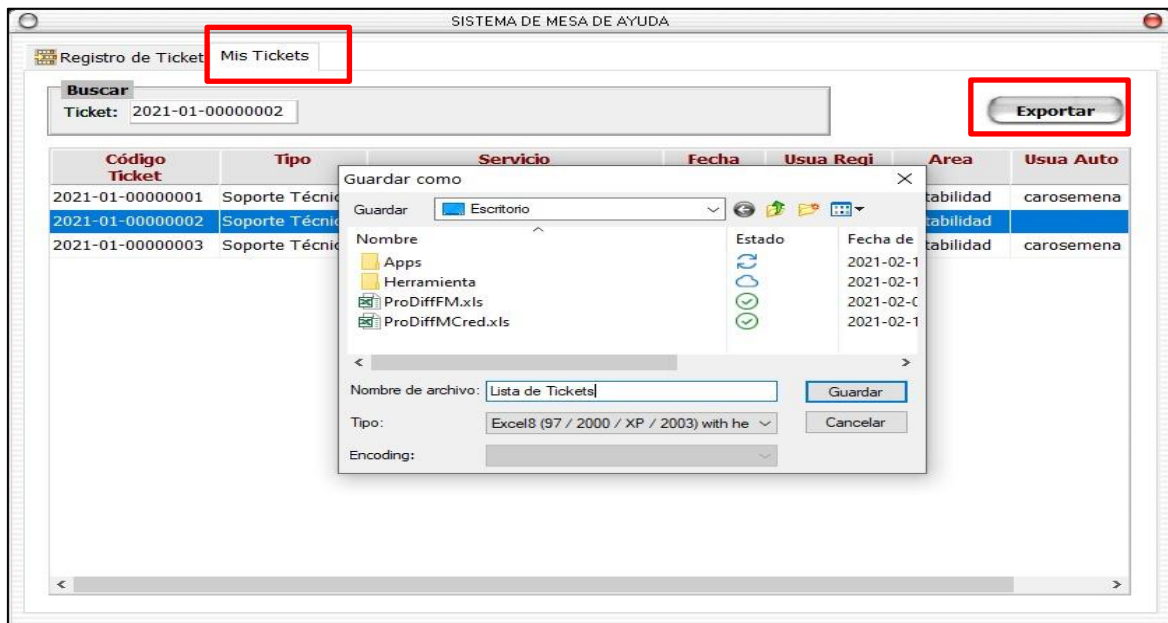 SISTEMA DE MESA DE AYUDA
Registro de Ticket Mis Tickets
Buscar
Ticket: 2021-01-00000002
Exportar
Código Ticket Tipo Servicio Fecha Usua Regi Area Usua Auto
2021-01-00000001 Soporte Técnic tabilidad carosemena
2021-01-00000002 Soporte Técnic tabilidad
2021-01-00000003 Soporte Técnic tabilidad carosemena
Guardar como
Guardar Escritorio
Nombre Estado Fecha de
Apps 2021-02-1
Herramienta 2021-02-1
ProDiffFM.xls 2021-02-0
ProDiffMCred.xls 2021-02-1
Nombre de archivo: Lista de Tickets Guardar
Tipo: Excel8 (97 / 2000 / XP / 2003) with he Cancelar
Encoding: